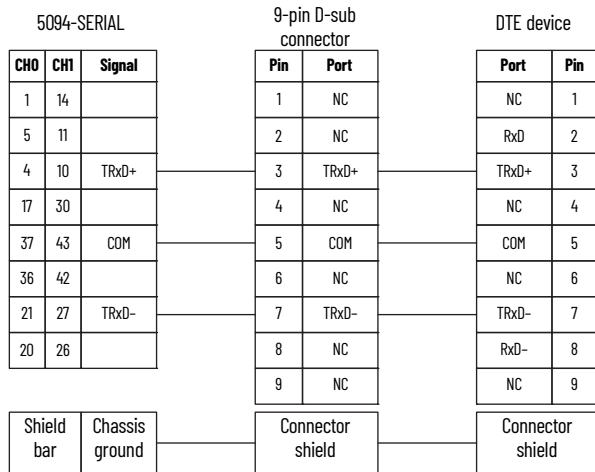 5094-SERIAL
9-pin D-sub
connector
DTE device
CH0 CH1 Signal
Pin Port
Port Pin
1 14
1 NC
NC 1
5 11
2 NC
RxD 2
4 10 TRxD+
3 TRxD+
TRxD+ 3
17 30
4 NC
NC 4
37 43 COM
5 COM
COM 5
36 42
6 NC
NC 6
21 27 TRxD–
7 TRxD–
TRxD– 7
20 26
8 NC
RxD– 8
9 NC
NC 9
Shield
bar
Chassis
ground
Connector
shield
Connector
shield